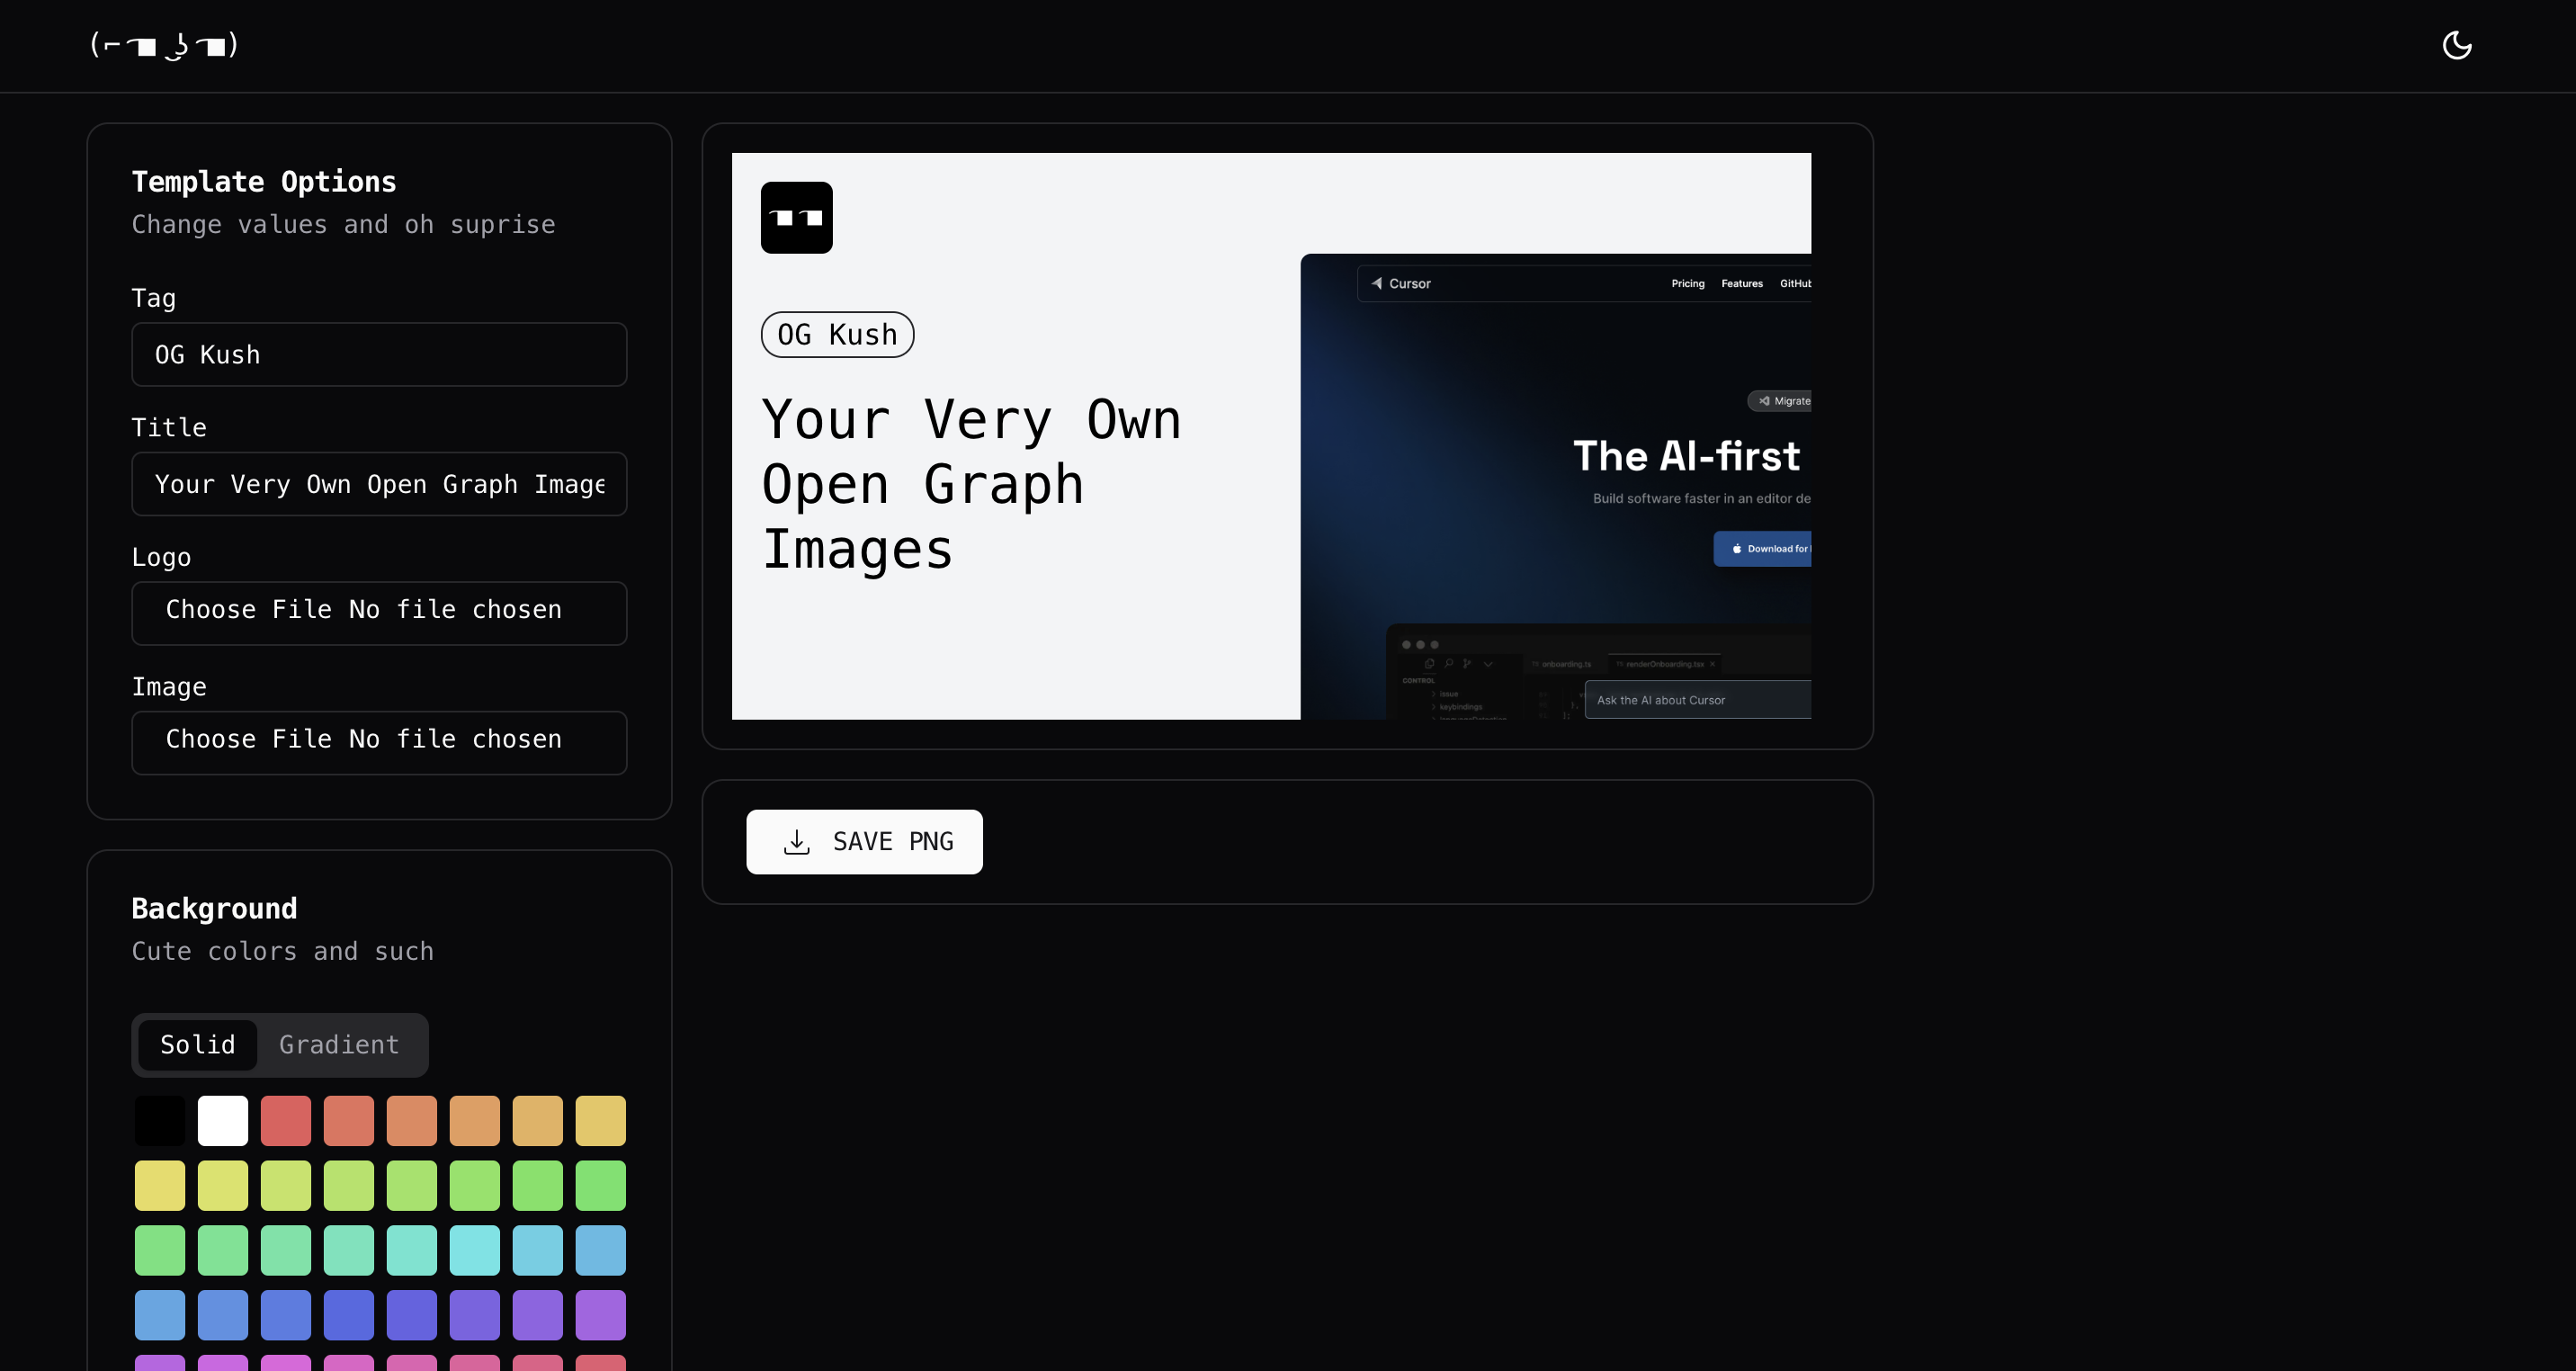 (⌐ ͡■ ͜ʖ ͡■)
Template Options
Change values and oh suprise
Tag
OG Kush
Title
Your Very Own Open Graph Image
Logo
Choose File No file chosen
Image
Choose File No file chosen
Background
Cute colors and such
Solid Gradient
͡■ ͡■
OG Kush
Your Very Own
Open Graph
Images
Cursor
Pricing Features GitHub
Migrate
The AI-first
Build software faster in an editor de
Download for
onboarding.ts renderOnboarding.tsx
CONTROL
issue
keybindings
Ask the AI about Cursor
SAVE PNG